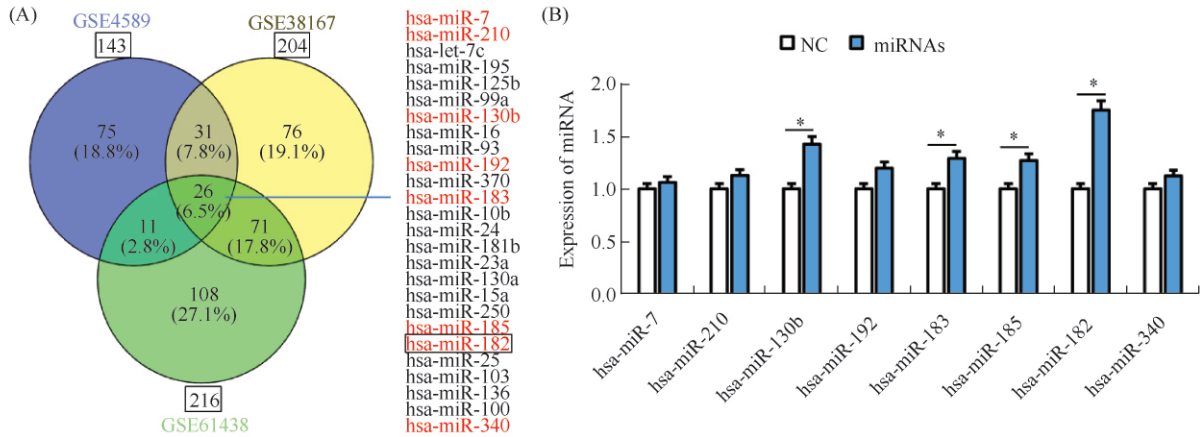 (A)
GSE4589
143
GSE38167
204
75
(18.8%)
31
(7.8%)
76
(19.1%)
26
(6.5%)
11
(2.8%)
71
(17.8%)
108
(27.1%)
216
GSE61438
hsa-miR-7
hsa-miR-210
hsa-let-7c
hsa-miR-195
hsa-miR-125b
hsa-miR-99a
hsa-miR-130b
hsa-miR-16
hsa-miR-93
hsa-miR-192
hsa-miR-370
hsa-miR-183
hsa-miR-10b
hsa-miR-24
hsa-miR-181b
hsa-miR-23a
hsa-miR-130a
hsa-miR-15a
hsa-miR-250
hsa-miR-185
hsa-miR-182
hsa-miR-25
hsa-miR-103
hsa-miR-136
hsa-miR-100
hsa-miR-340
(B)
NC
miRNAs
Expression of miRNA
2.0
1.5
1.0
0.5
0.0
*
*
*
*
hsa-miR-7
hsa-miR-210
hsa-miR-130b
hsa-miR-192
hsa-miR-183
hsa-miR-185
hsa-miR-182
hsa-miR-340